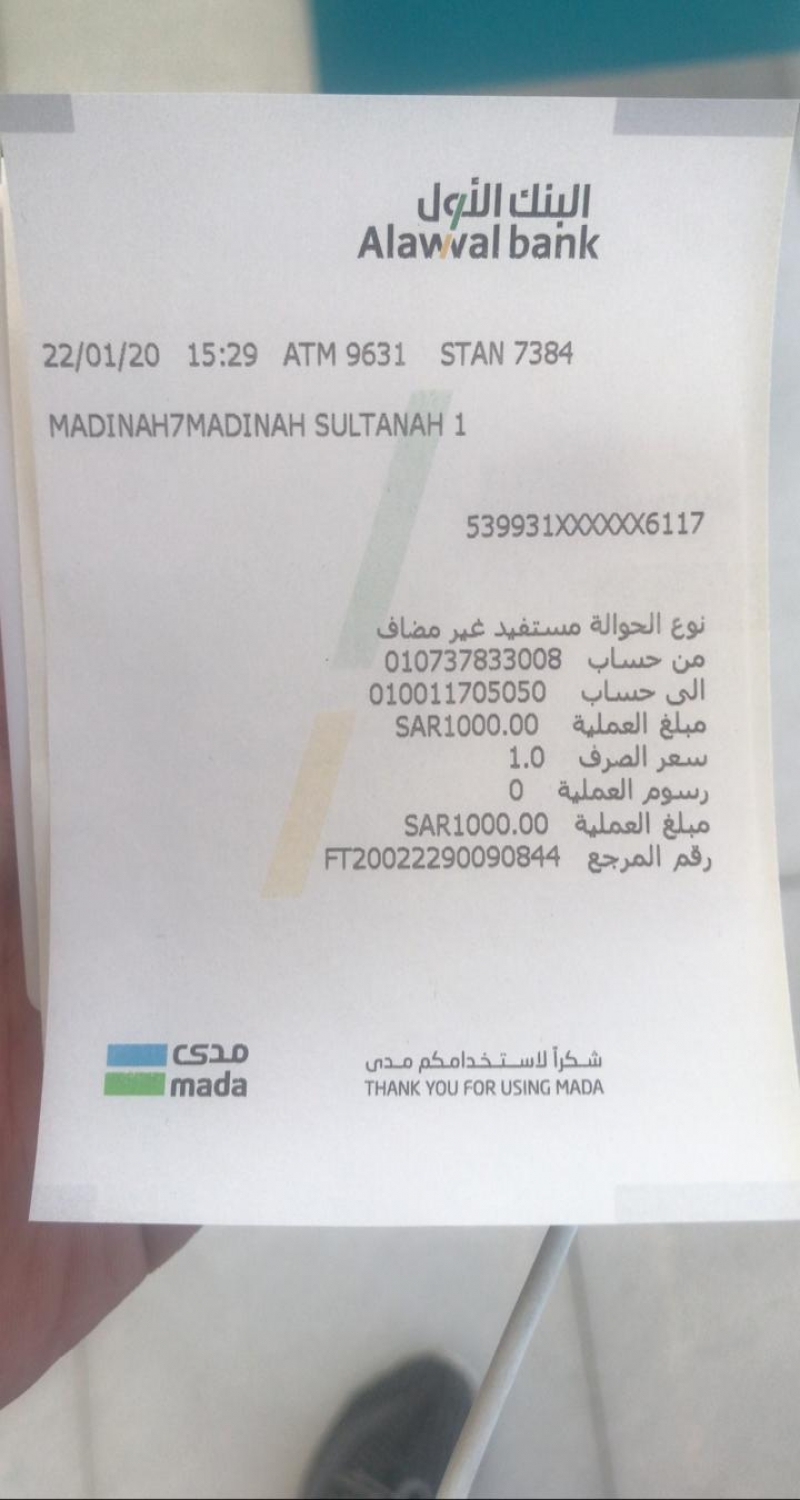 البنك الأول
Alawwal bank
22/01/20 15:29 ATM 9631 STAN 7384
MADINAH7MADINAH SULTANAH 1
539931XXXXXX6117
نوع الحوالة مستفيد غير مضاف
من حساب 010737833008
الى حساب 010011705050
مبلغ العملية SAR1000.00
سعر الصرف 1.0
رسوم العملية 0
مبلغ العملية SAR1000.00
رقم المرجع FT20022290090844
مدى
mada
شكراً لاستخدامكم مدى
THANK YOU FOR USING MADA